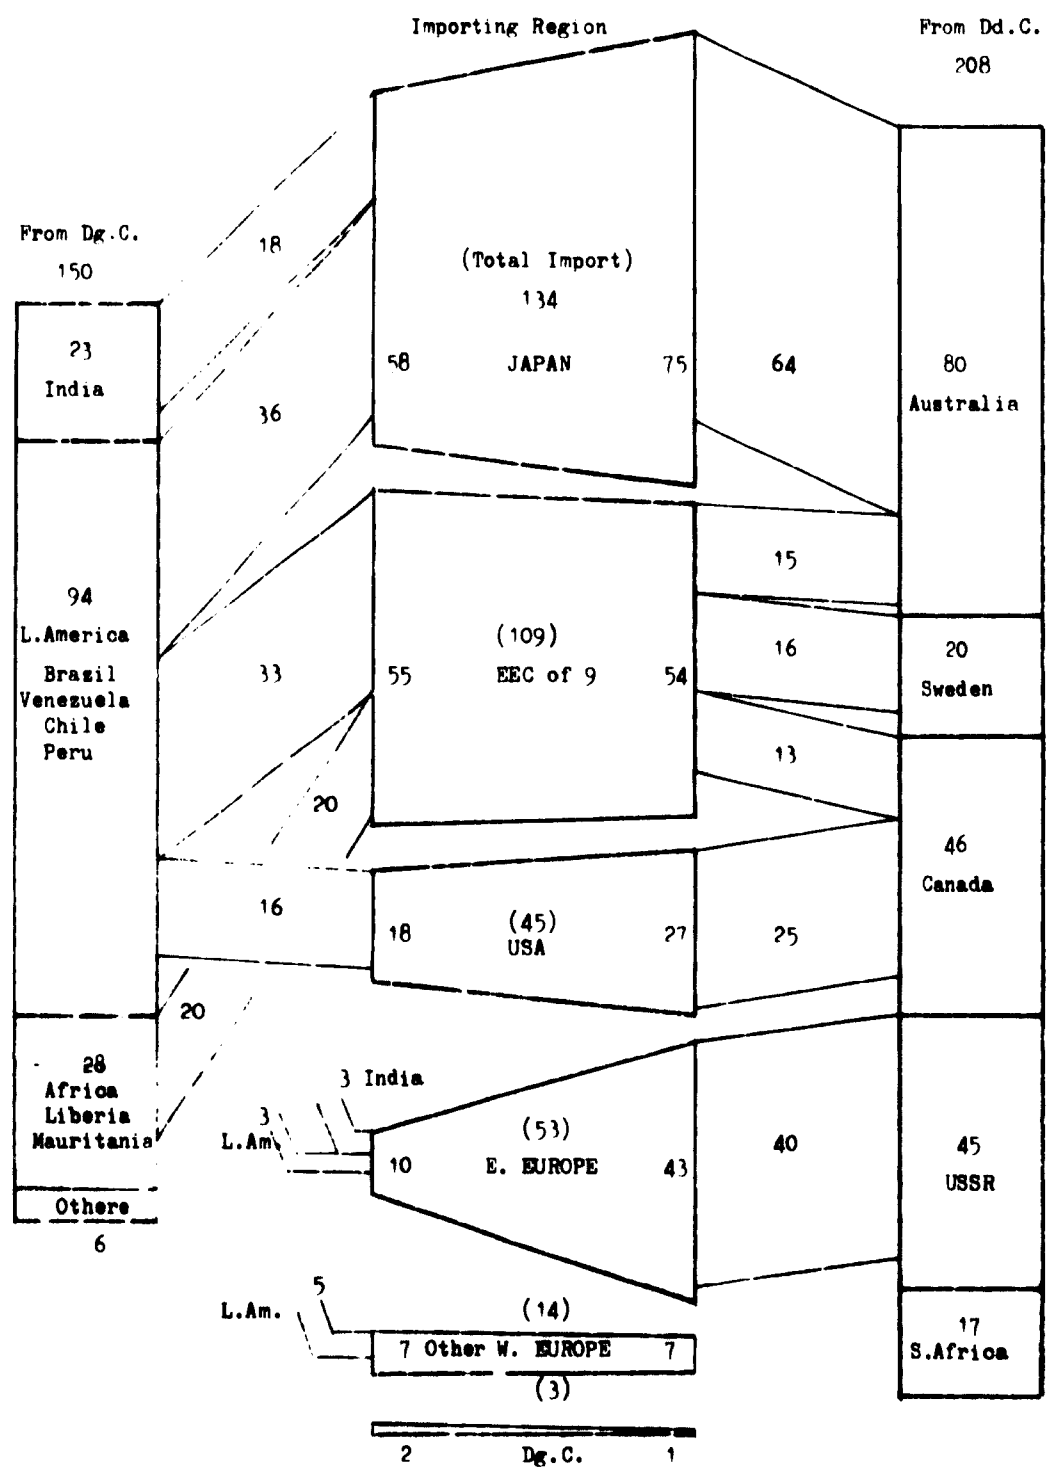 Importing Region
From Dd.C.
208
From Dg.C.
150
23
India
94
L.America
Brazil
Venezuela
Chile
Peru
28
Africa
Liberia
Mauritania
Othere
6
18
36
33
20
16
20
(Total Import)
134
58 JAPAN 75
(109)
55 EEC of 9 54
(45)
18 USA 27
3 India
3
L.Am.
(53)
10 E. EUROPE 43
5
L.Am.
(14)
7 Other W. EUROPE 7
(3)
2 Dg.C. 1
64
15
16
13
25
40
80
Australia
20
Sweden
46
Canada
45
USSR
17
S.Africa